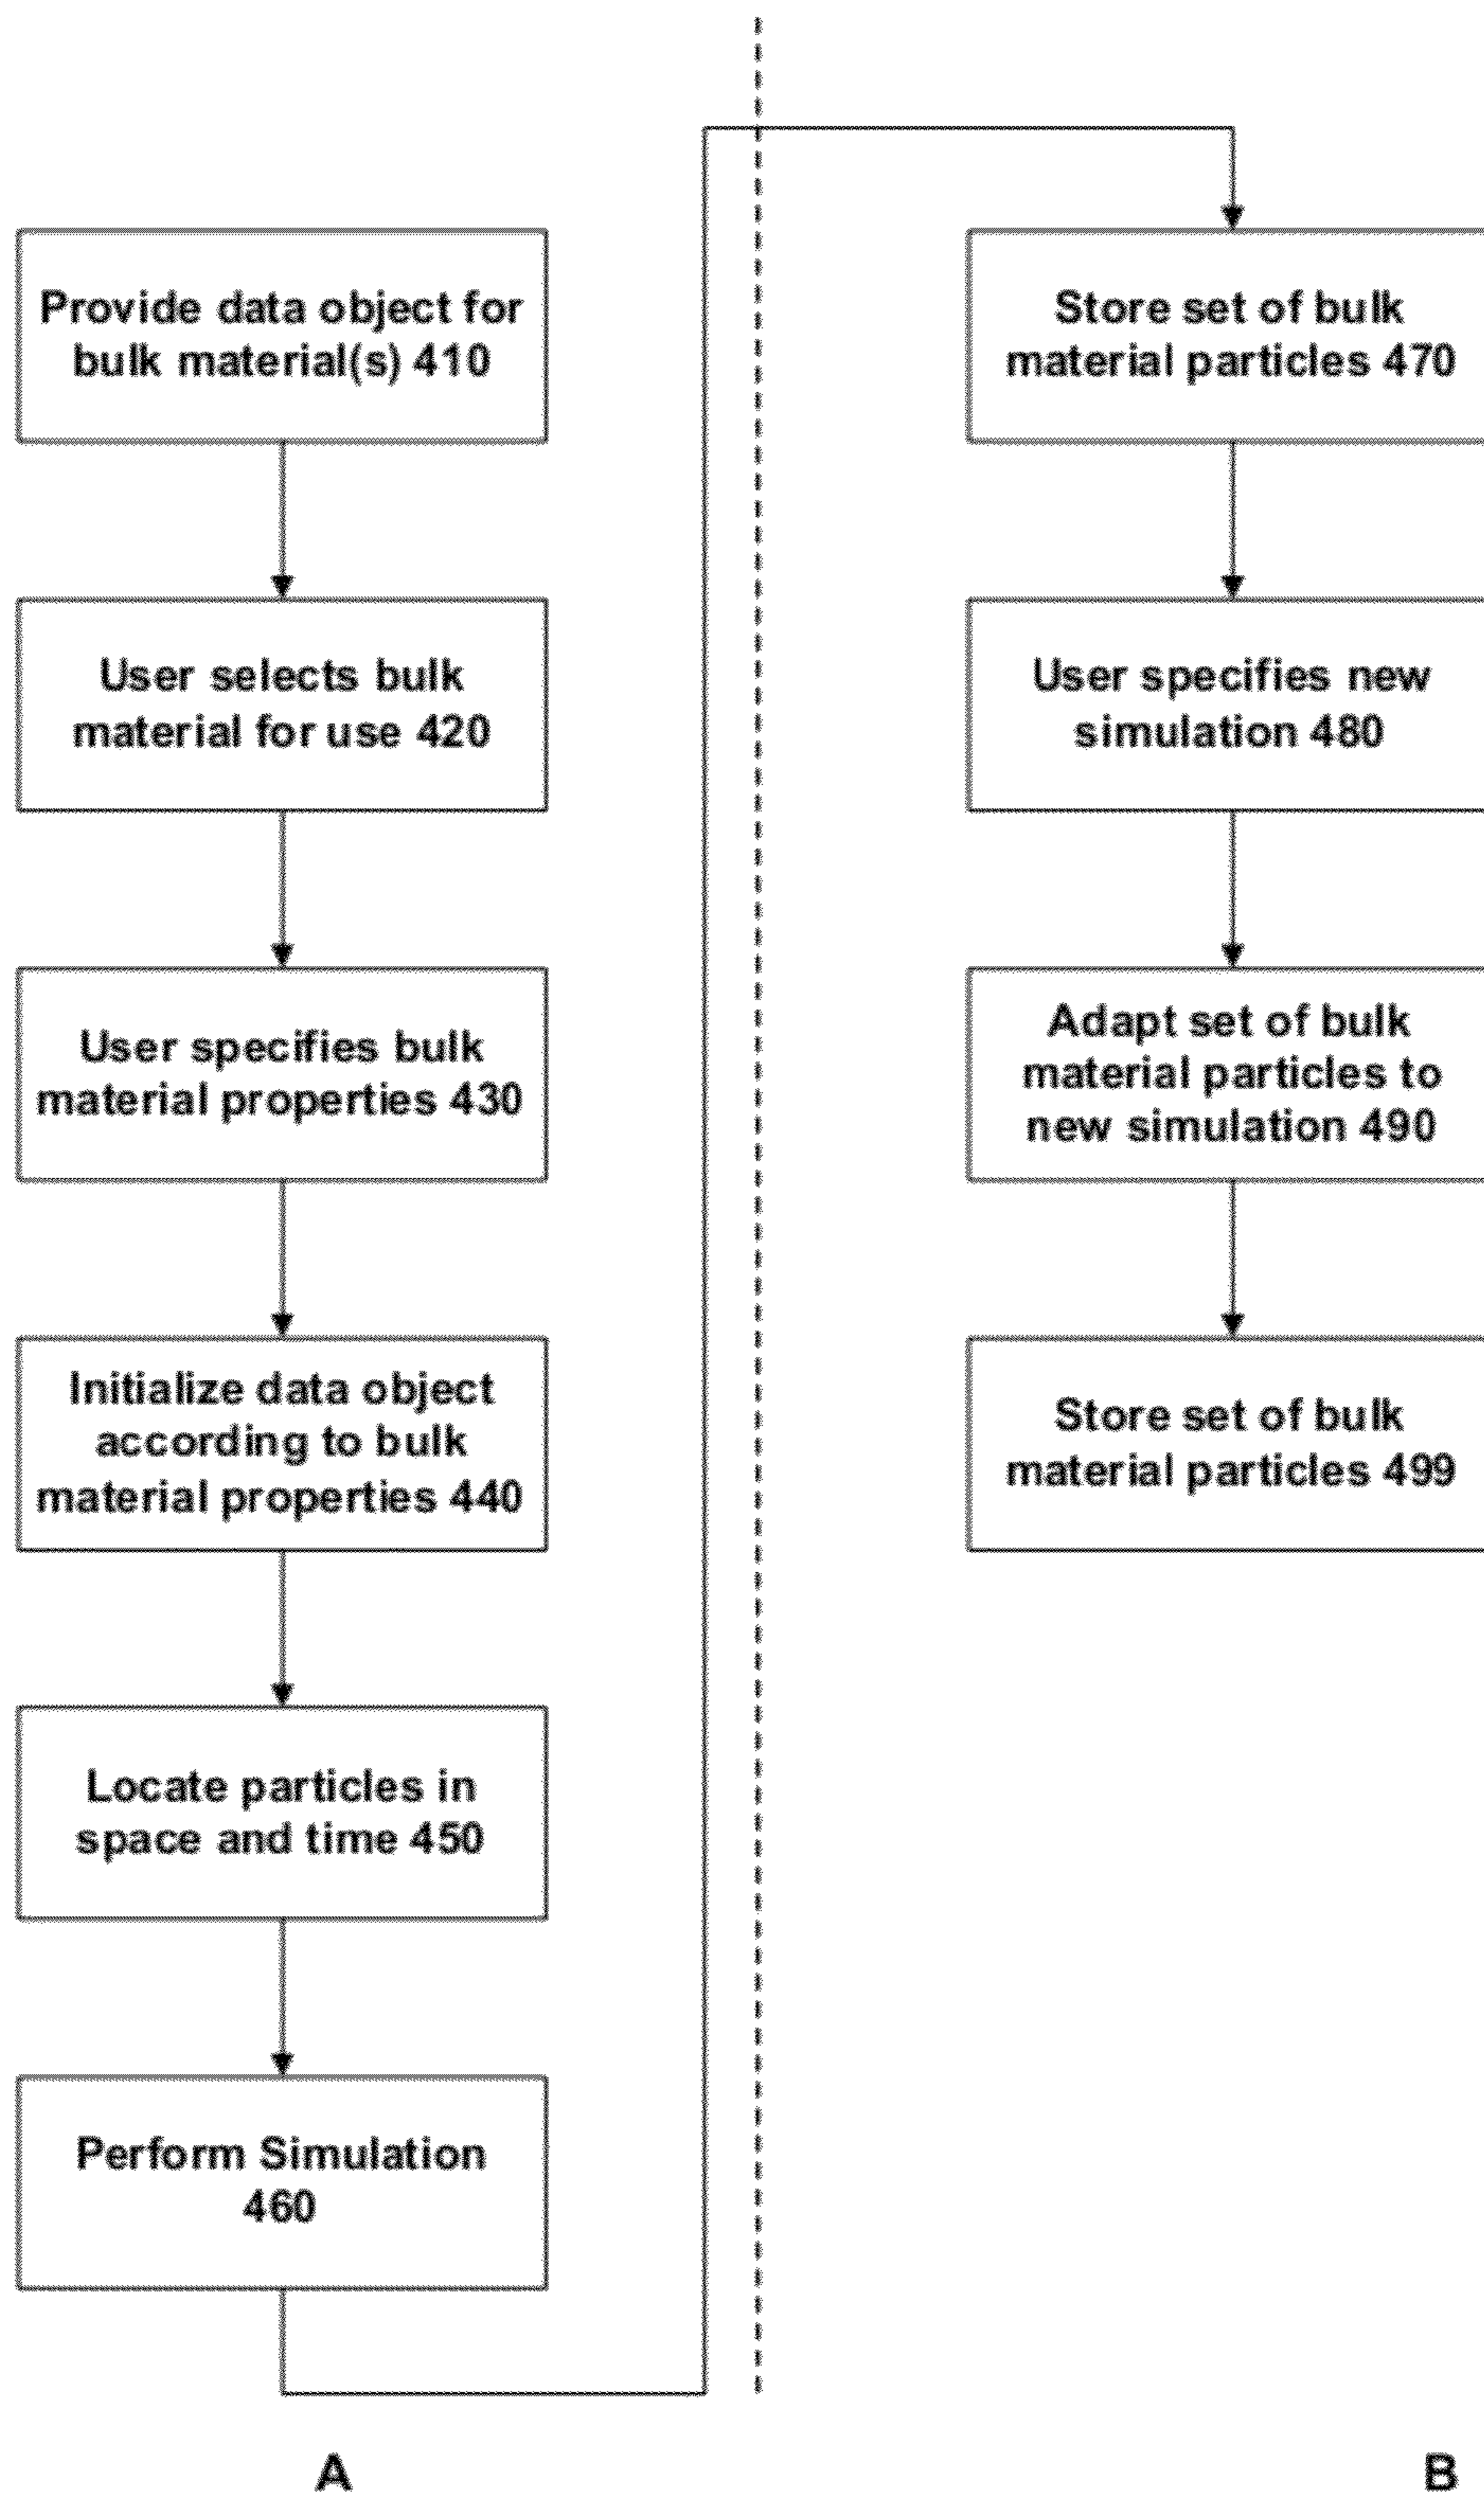 Provide data object for
bulk material(s) 410
User selects bulk
material for use 420
User specifies bulk
material properties 430
Initialize data object
according to bulk
material properties 440
Locate particles in
space and time 450
Perform Simulation
460
A
Store set of bulk
material particles 470
User specifies new
simulation 480
Adapt set of bulk
material particles to
new simulation 490
Store set of bulk
material particles 499
B